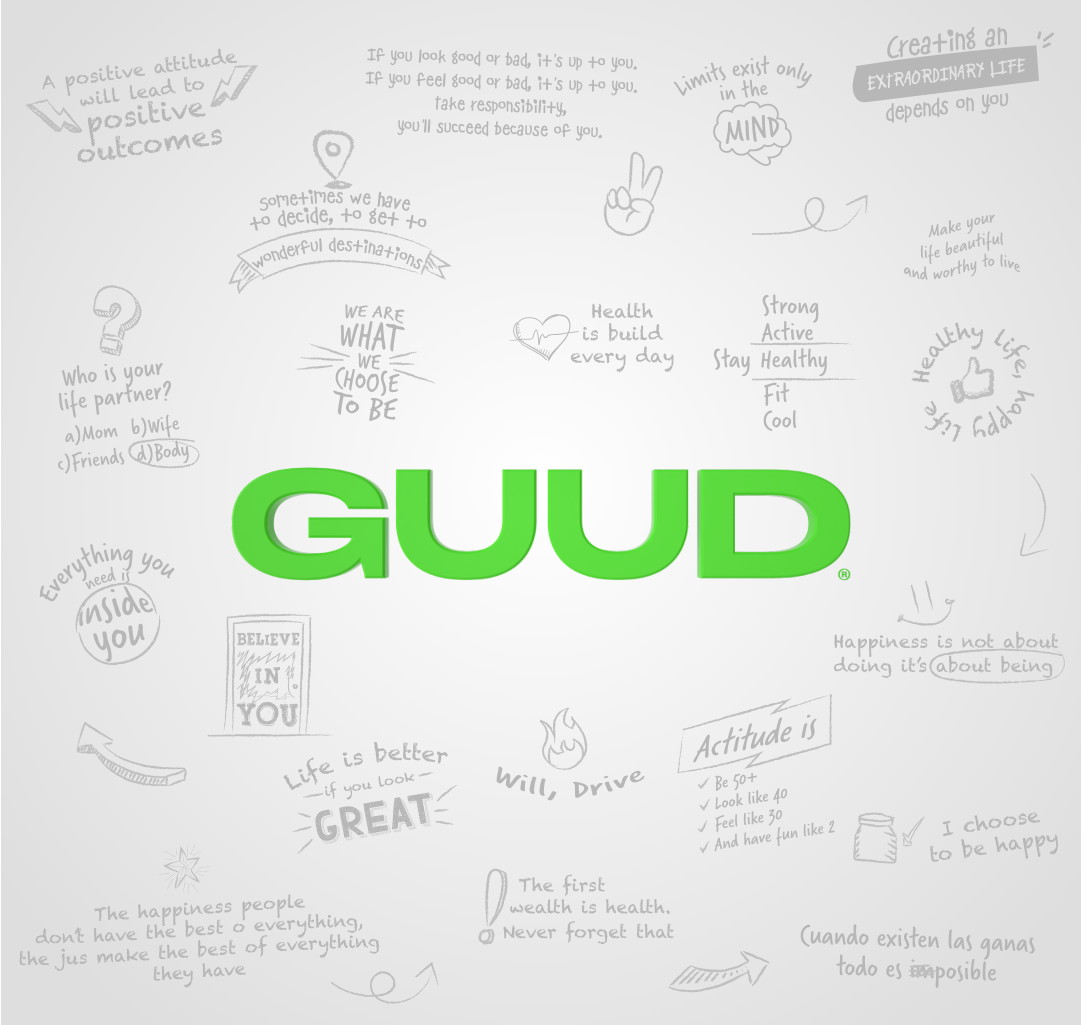 A positive attitude
will lead to
positive
outcomes
If you look good or bad, it's up to you.
If you feel good or bad, it's up to you.
take responsibility,
you'll succeed because of you.
Limits exist only
in the
MIND
Creating an
EXTRAORDINARY LIFE
depends on you
sometimes we have
to decide, to get to
wonderful destinations
Make your
life beautiful
and worthy to live
Who is your
life partner?
a)Mom b)Wife
c)Friends d)Body
WE ARE
WHAT
WE
CHOOSE
TO BE
Health
is build
every day
Strong
Active
Stay Healthy
Fit
Cool
Healthy life, happy life
GUUD®
Everything you
need is
inside
you
BELIEVE
IN
YOU
Happiness is not about
doing it's about being
Life is better
if you look
GREAT
Will, Drive
Actitude is
Be 50+
Look like 40
Feel like 30
And have fun like 2
I choose
to be happy
The happiness people
don't have the best o everything,
the jus make the best of everything
they have
The first
wealth is health.
Never forget that
Cuando existen las ganas
todo es imposible